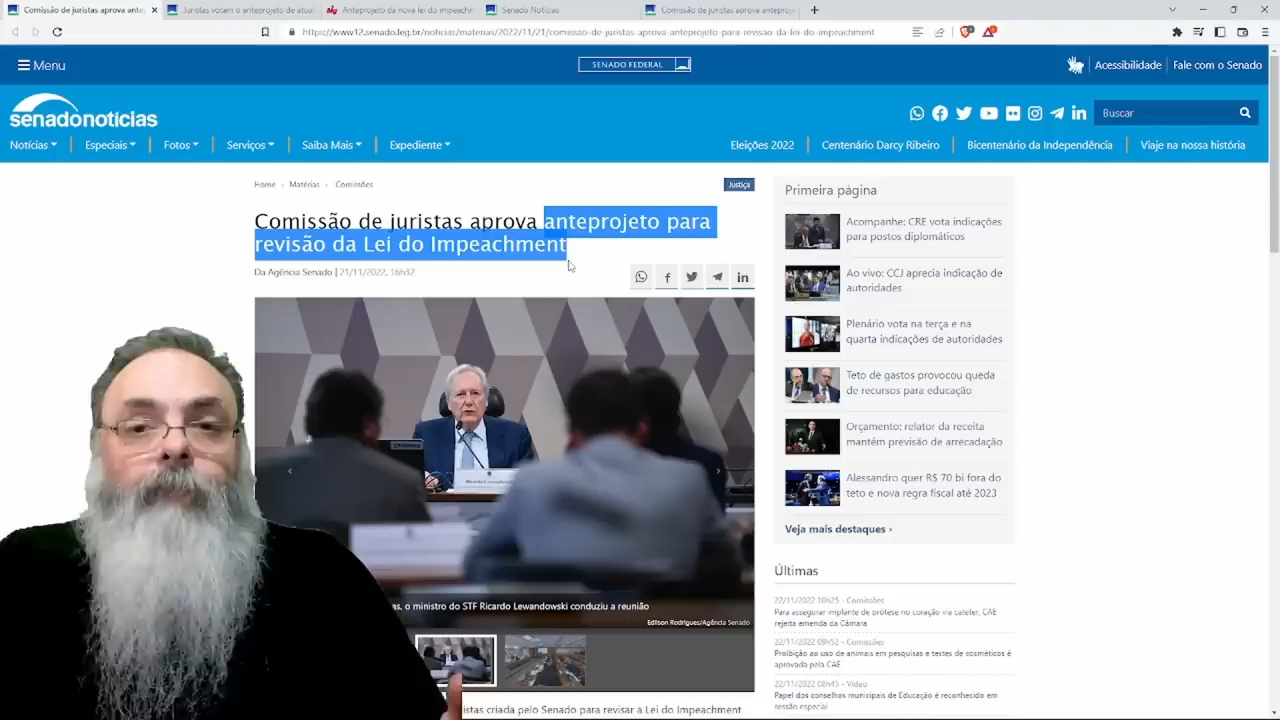 Comissão de juristas aprova ante
Juristas votam o anteprojeto de atual
Anteprojeto de nova lei do impeachm
Senado Notícias
Comissão de juristas aprova antepro
https://www12.senado.leg.br/noticias/materias/2022/11/21/comissao-de-juristas-aprova-anteprojeto-para-revisao-da-lei-do-impeachment
Menu
SENADO FEDERAL
Acessibilidade
Fale com o Senado
senadonotícias
Buscar
Notícias
Especiais
Fotos
Serviços
Saiba Mais
Expediente
Eleições 2022
Centenário Darcy Ribeiro
Bicentenário da Independência
Viaje na nossa história
Home › Matérias › Comissões
Justiça
Comissão de juristas aprova anteprojeto para
revisão da Lei do Impeachment
Da Agência Senado | 21/11/2022, 16h32
as, o ministro do STF Ricardo Lewandowski conduziu a reunião
Edilson Rodrigues/Agência Senado
istas criada pelo Senado para revisar a Lei do Impeachment
Primeira página
Acompanhe: CRE vota indicações
para postos diplomáticos
Ao vivo: CCJ aprecia indicação de
autoridades
Plenário vota na terça e na
quarta indicações de autoridades
Teto de gastos provocou queda
de recursos para educação
Orçamento: relator da receita
mantém previsão de arrecadação
Alessandro quer R$ 70 bi fora do
teto e nova regra fiscal até 2023
Veja mais destaques ›
Últimas
22/11/2022 10h25 - Comissões
Para assegurar implante de prótese no coração via cateter, CAE
rejeita emenda da Câmara
22/11/2022 09h52 - Comissões
Proibição ao uso de animais em pesquisas e testes de cosméticos é
aprovada pela CAE
22/11/2022 08h45 - Vídeo
Papel dos conselhos municipais de Educação é reconhecido em
sessão especial